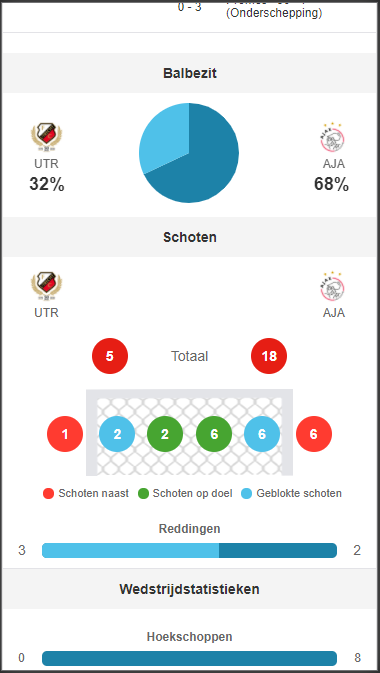 0 - 3
(Onderschepping)
Balbezit
UTR
AJA
32%
68%
Schoten
UTR
AJA
5
Totaal
18
1
2
2
6
6
6
Schoten naast
Schoten op doel
Geblokte schoten
Reddingen
3
2
Wedstrijdstatistieken
Hoekschoppen
0
8